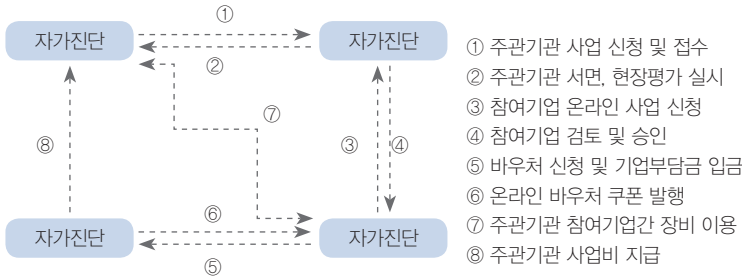 ①
자가진단
자가진단
②
⑦
⑧
③
④
⑥
자가진단
자가진단
⑤
① 주관기관 사업 신청 및 접수
② 주관기관 서면, 현장평가 실시
③ 참여기업 온라인 사업 신청
④ 참여기업 검토 및 승인
⑤ 바우처 신청 및 기업부담금 입금
⑥ 온라인 바우처 쿠폰 발행
⑦ 주관기관 참여기업간 장비 이용
⑧ 주관기관 사업비 지급